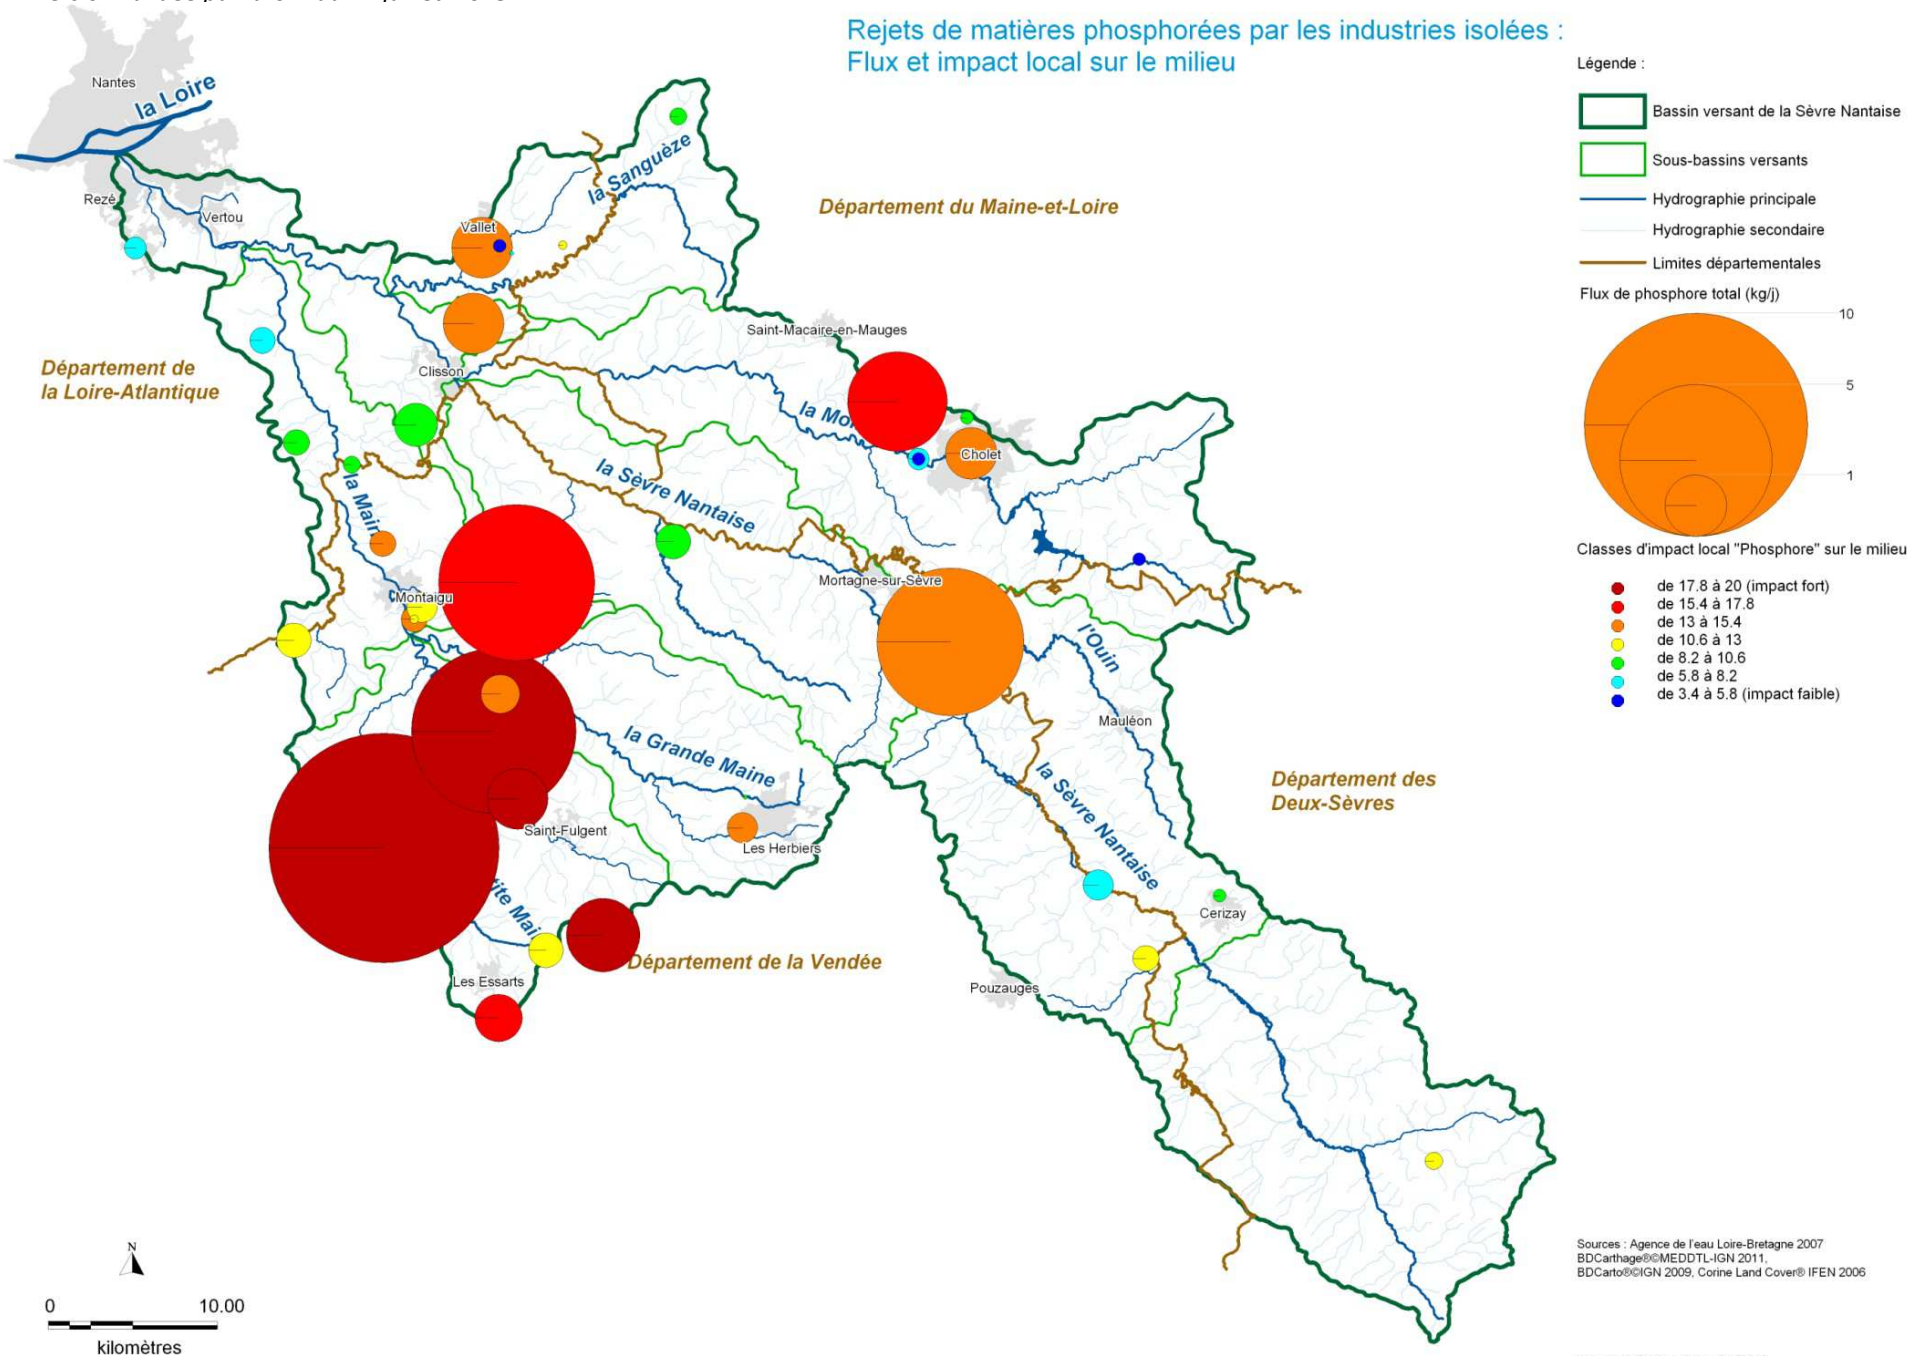 Rejets de matières phosphorées par les industries isolées :
Flux et impact local sur le milieu
Légende :
Bassin versant de la Sèvre Nantaise
Sous-bassins versants
Hydrographie principale
Hydrographie secondaire
Limites départementales
Flux de phosphore total (kg/j)
10
5
1
Classes d'impact local "Phosphore" sur le milieu
de 17.8 à 20 (impact fort)
de 15.4 à 17.8
de 13 à 15.4
de 10.6 à 13
de 8.2 à 10.6
de 5.8 à 8.2
de 3.4 à 5.8 (impact faible)
Nantes
la Loire
Rezé
Vertou
Vallet
la Sanguèze
Département du Maine-et-Loire
Saint-Macaire-en-Mauges
Département de
la Loire-Atlantique
Clisson
la Mo
Cholet
la Sèvre Nantaise
la Main
Mortagne-sur-Sèvre
Montaigu
l'Ouin
Mauléon
la Grande Maine
Département des
Deux-Sèvres
la Sèvre Nantaise
Saint-Fulgent
Les Herbiers
tite Mai
Cerizay
Département de la Vendée
Les Essarts
Pouzauges
N
0 10.00
kilomètres
Sources : Agence de l'eau Loire-Bretagne 2007
BDCarthage®©MEDDTL-IGN 2011,
BDCarto®©IGN 2009, Corine Land Cover® IFEN 2006